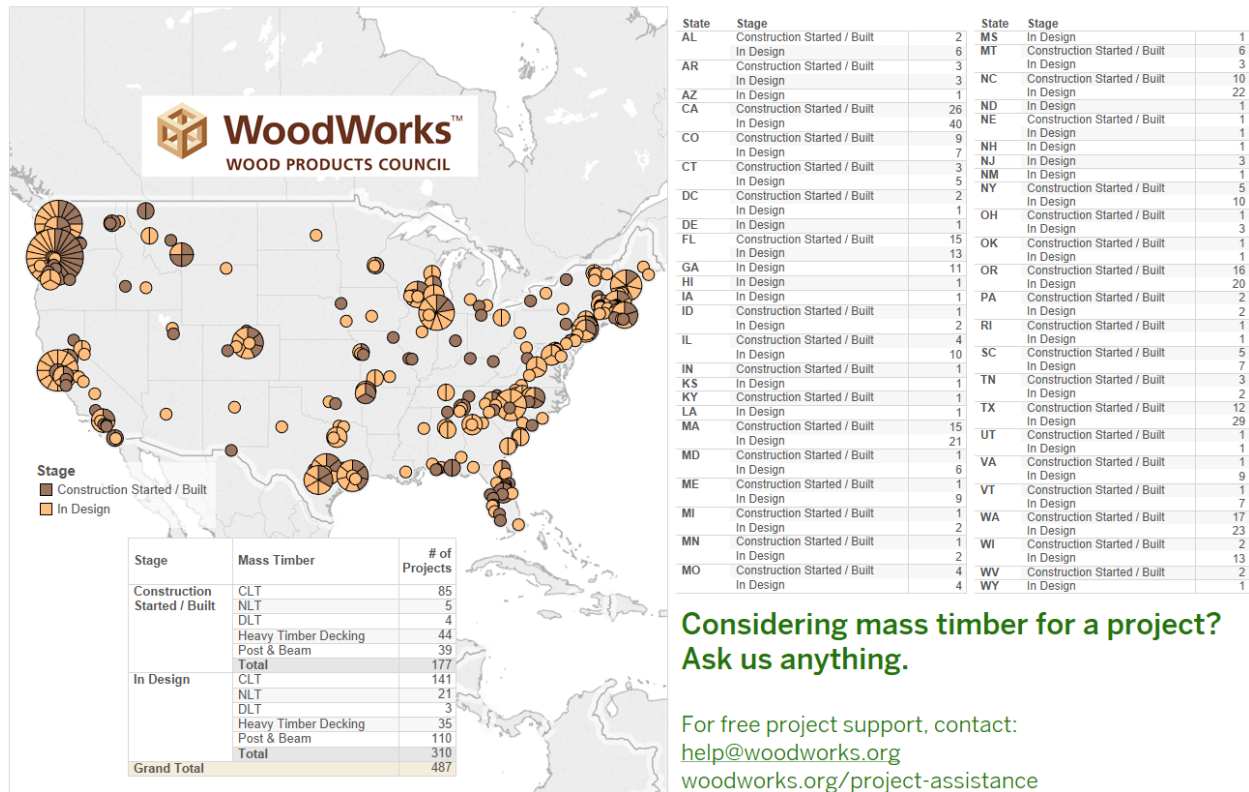 WoodWorks™
WOOD PRODUCTS COUNCIL
Stage
Construction Started / Built
In Design
Stage Mass Timber # of Projects
Construction Started / Built CLT 85
NLT 5
DLT 4
Heavy Timber Decking 44
Post & Beam 39
Total 177
In Design CLT 141
NLT 21
DLT 3
Heavy Timber Decking 35
Post & Beam 110
Total 310
Grand Total 487
State Stage
AL Construction Started / Built 2
In Design 6
AR Construction Started / Built 3
In Design 3
AZ In Design 1
CA Construction Started / Built 26
In Design 40
CO Construction Started / Built 9
In Design 7
CT Construction Started / Built 3
In Design 5
DC Construction Started / Built 2
In Design 1
DE In Design 1
FL Construction Started / Built 15
In Design 13
GA In Design 11
HI In Design 1
IA In Design 1
ID Construction Started / Built 1
In Design 2
IL Construction Started / Built 4
In Design 10
IN Construction Started / Built 1
KS In Design 1
KY Construction Started / Built 1
LA In Design 1
MA Construction Started / Built 15
In Design 21
MD Construction Started / Built 1
In Design 6
ME Construction Started / Built 1
In Design 9
MI Construction Started / Built 1
In Design 2
MN Construction Started / Built 1
In Design 2
MO Construction Started / Built 4
In Design 4
State Stage
MS In Design 1
MT Construction Started / Built 6
In Design 3
NC Construction Started / Built 10
In Design 22
ND In Design 1
NE Construction Started / Built 1
In Design 1
NH In Design 1
NJ In Design 3
NM In Design 1
NY Construction Started / Built 5
In Design 10
OH Construction Started / Built 1
In Design 3
OK Construction Started / Built 1
In Design 1
OR Construction Started / Built 16
In Design 20
PA Construction Started / Built 2
In Design 2
RI Construction Started / Built 1
In Design 1
SC Construction Started / Built 5
In Design 7
TN Construction Started / Built 3
In Design 2
TX Construction Started / Built 12
In Design 29
UT Construction Started / Built 1
In Design 1
VA Construction Started / Built 1
In Design 9
VT Construction Started / Built 1
In Design 7
WA Construction Started / Built 17
In Design 23
WI Construction Started / Built 2
In Design 13
WV Construction Started / Built 2
WY In Design 1
Considering mass timber for a project?
Ask us anything.
For free project support, contact:
help@woodworks.org
woodworks.org/project-assistance